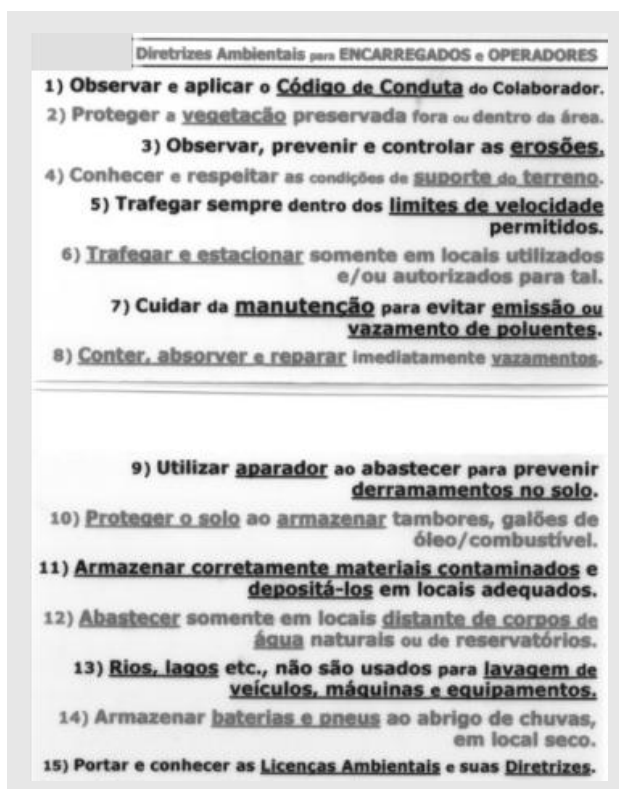 Diretrizes Ambientais para ENCARREGADOS e OPERADORES
1) Observar e aplicar o Código de Conduta do Colaborador.
2) Proteger a vegetação preservada fora ou dentro da área.
3) Observar, prevenir e controlar as erosões.
4) Conhecer e respeitar as condições de suporte do terreno.
5) Trafegar sempre dentro dos limites de velocidade
permitidos.
6) Trafegar e estacionar somente em locais utilizados
e/ou autorizados para tal.
7) Cuidar da manutenção para evitar emissão ou
vazamento de poluentes.
8) Conter, absorver e reparar imediatamente vazamentos.
9) Utilizar aparador ao abastecer para prevenir
derramamentos no solo.
10) Proteger o solo ao armazenar tambores, galões de
óleo/combustível.
11) Armazenar corretamente materiais contaminados e
depositá-los em locais adequados.
12) Abastecer somente em locais distante de corpos de
água naturais ou de reservatórios.
13) Rios, lagos etc., não são usados para lavagem de
veículos, máquinas e equipamentos.
14) Armazenar baterias e pneus ao abrigo de chuvas,
em local seco.
15) Portar e conhecer as Licenças Ambientais e suas Diretrizes.